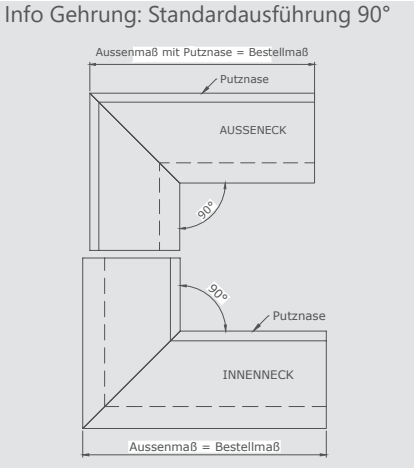 Info Gehrung: Standardausführung 90°
Aussenmaß mit Putznase = Bestellmaß
Putznase
AUSSENECK
90°
90°
Putznase
INNENNECK
Aussenmaß = Bestellmaß